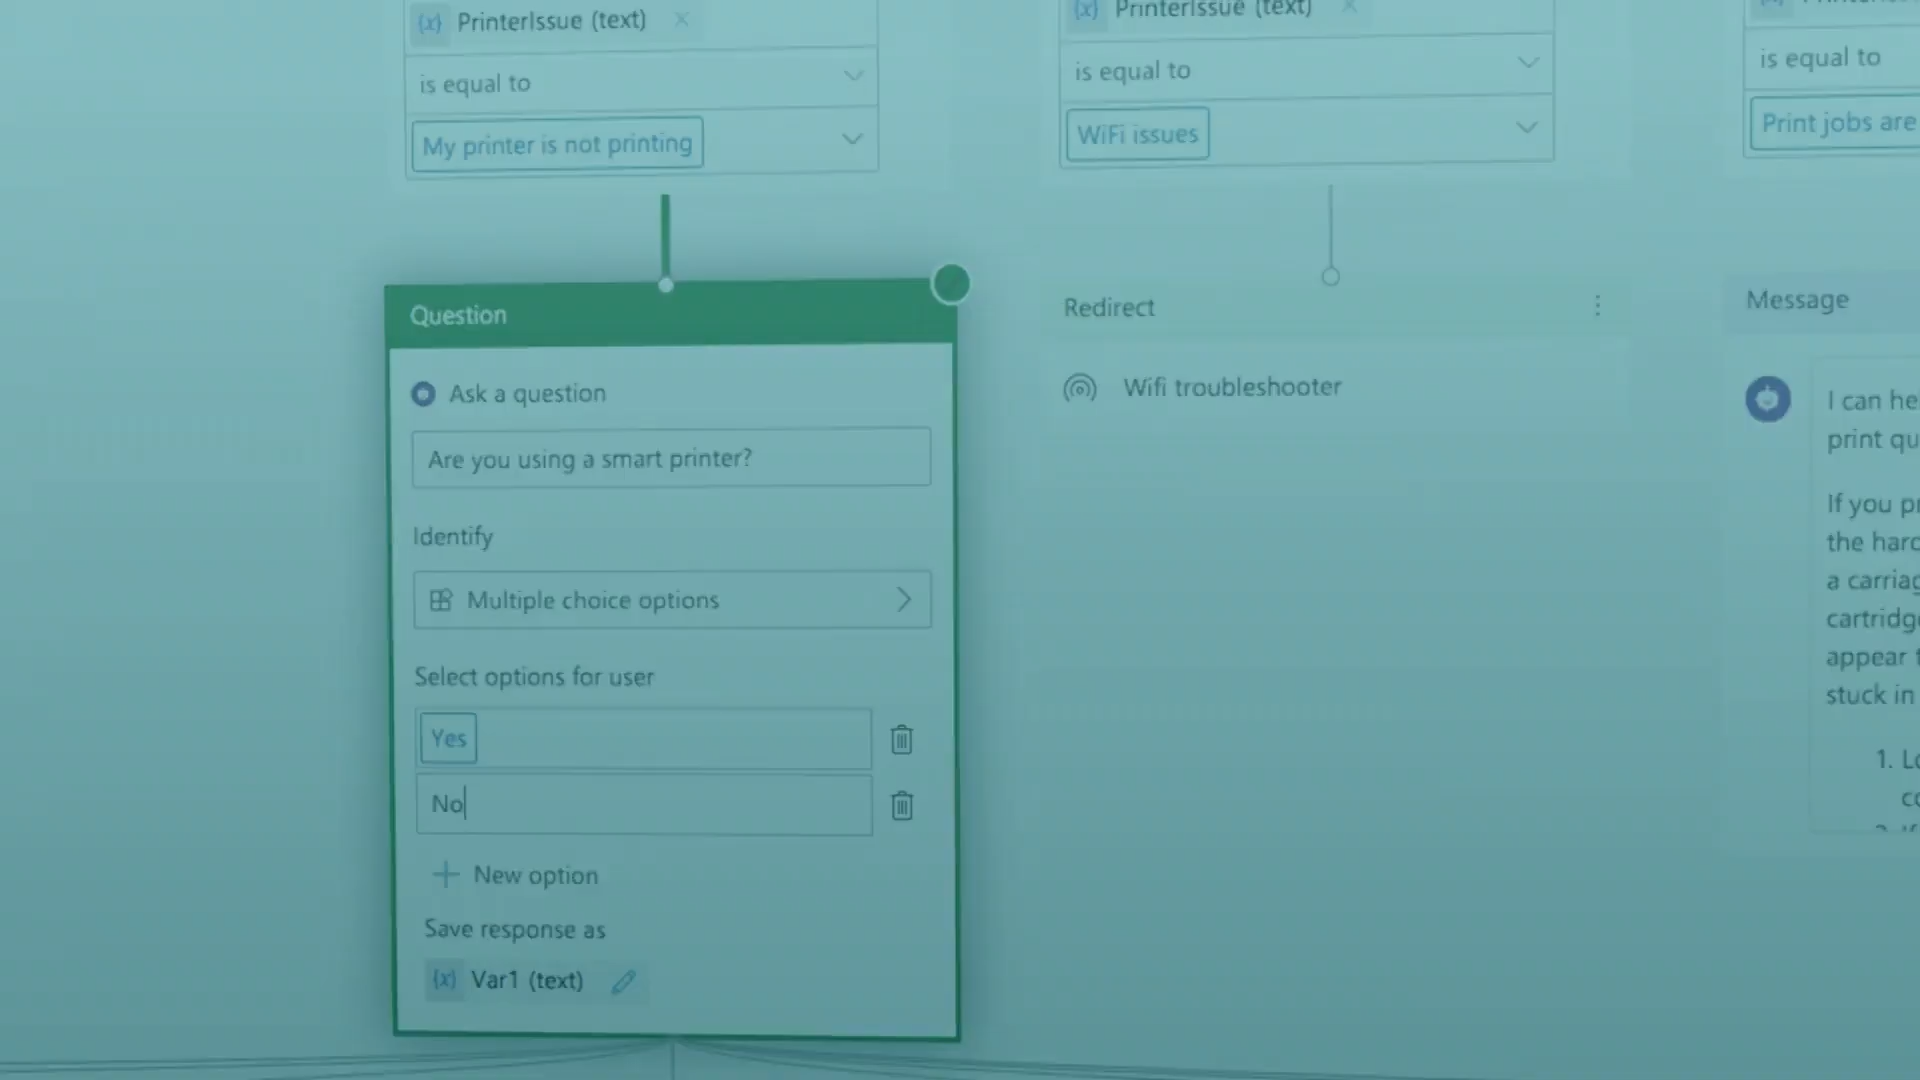 {x} PrinterIssue (text)
is equal to
My printer is not printing
Question
Ask a question
Are you using a smart printer?
Identify
Multiple choice options
Select options for user
Yes
No
New option
Save response as
{x} Var1 (text)
{x} PrinterIssue (text)
is equal to
WiFi issues
Redirect
Wifi troubleshooter
is equal to
Print jobs are
Message
I can he
print qu
If you pr
the hard
a carriag
cartridge
appear t
stuck in
1. Lo
co